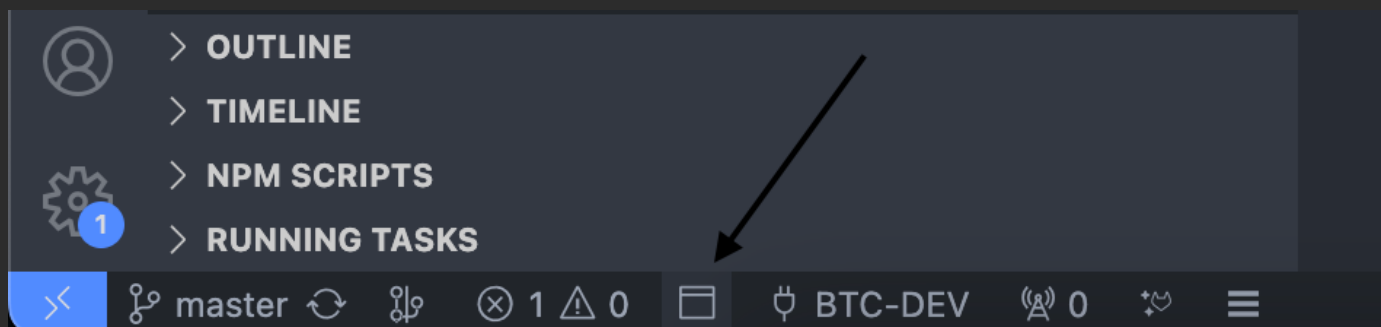 OUTLINE
TIMELINE
NPM SCRIPTS
1
RUNNING TASKS
master 1 0 BTC-DEV 0